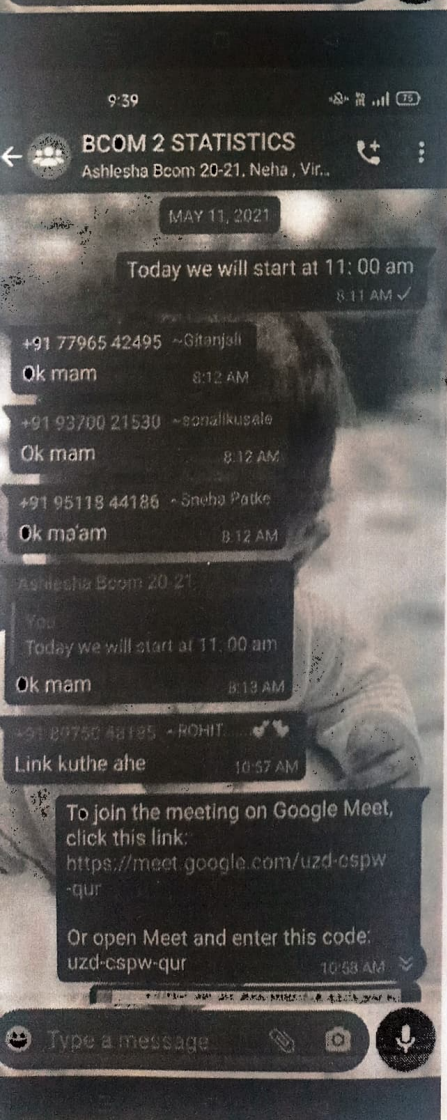 9:39
75
BCOM 2 STATISTICS
Ashlesha Bcom 20-21, Neha , Vir...
MAY 11, 2021
Today we will start at 11: 00 am
8:11 AM
+91 77965 42495 ~Gitanjali
Ok mam
8:12 AM
+91 93700 21530 ~sonalikusale
Ok mam
8:12 AM
+91 95118 44186 ~Sneha Patke
Ok ma'am
8:12 AM
Ashlesha Bcom 20-21
You
Today we will start at 11: 00 am
Ok mam
8:13 AM
~ROHIT......
Link kuthe ahe
10:57 AM
To join the meeting on Google Meet,
click this link:
https://meet.google.com/uzd-cspw
-qur
Or open Meet and enter this code:
uzd-cspw-qur
10:58 AM
Type a message